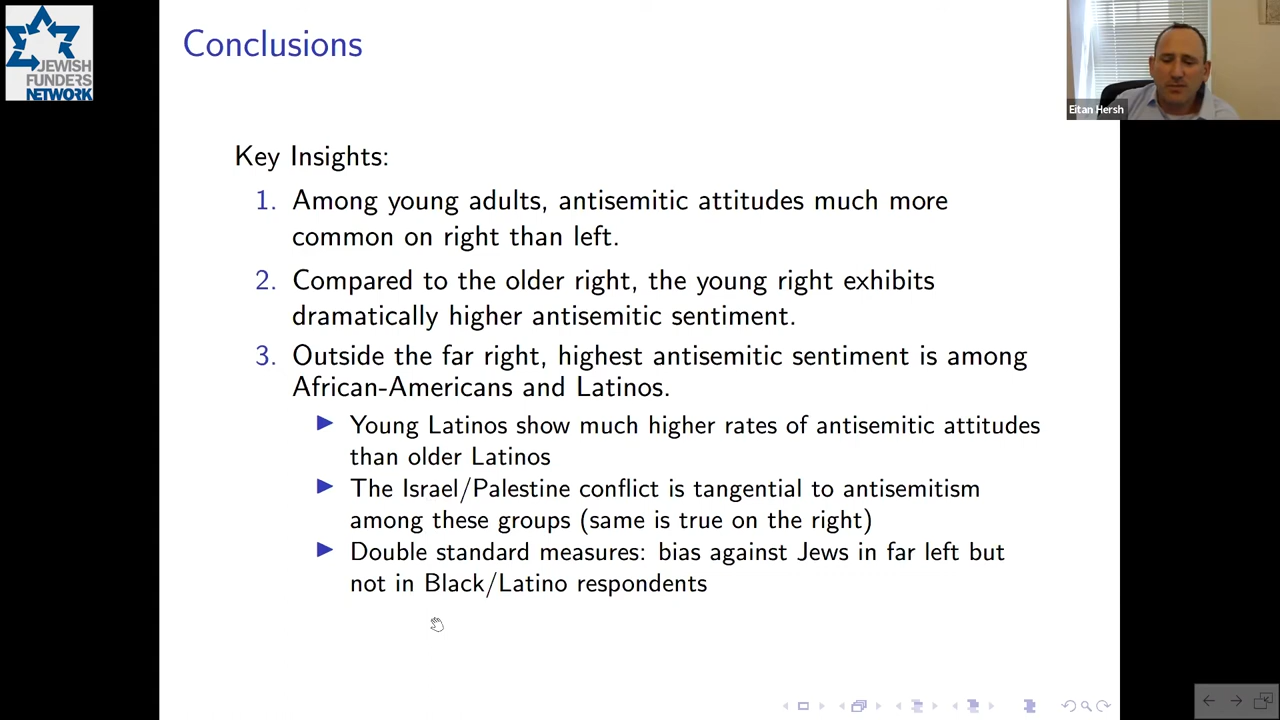 Conclusions
JEWISH
FUNDERS
NETWORK
Eitan Hersh
Key Insights:
1. Among young adults, antisemitic attitudes much more
common on right than left.
2. Compared to the older right, the young right exhibits
dramatically higher antisemitic sentiment.
3. Outside the far right, highest antisemitic sentiment is among
African-Americans and Latinos.
Young Latinos show much higher rates of antisemitic attitudes
than older Latinos
The Israel/Palestine conflict is tangential to antisemitism
among these groups (same is true on the right)
Double standard measures: bias against Jews in far left but
not in Black/Latino respondents